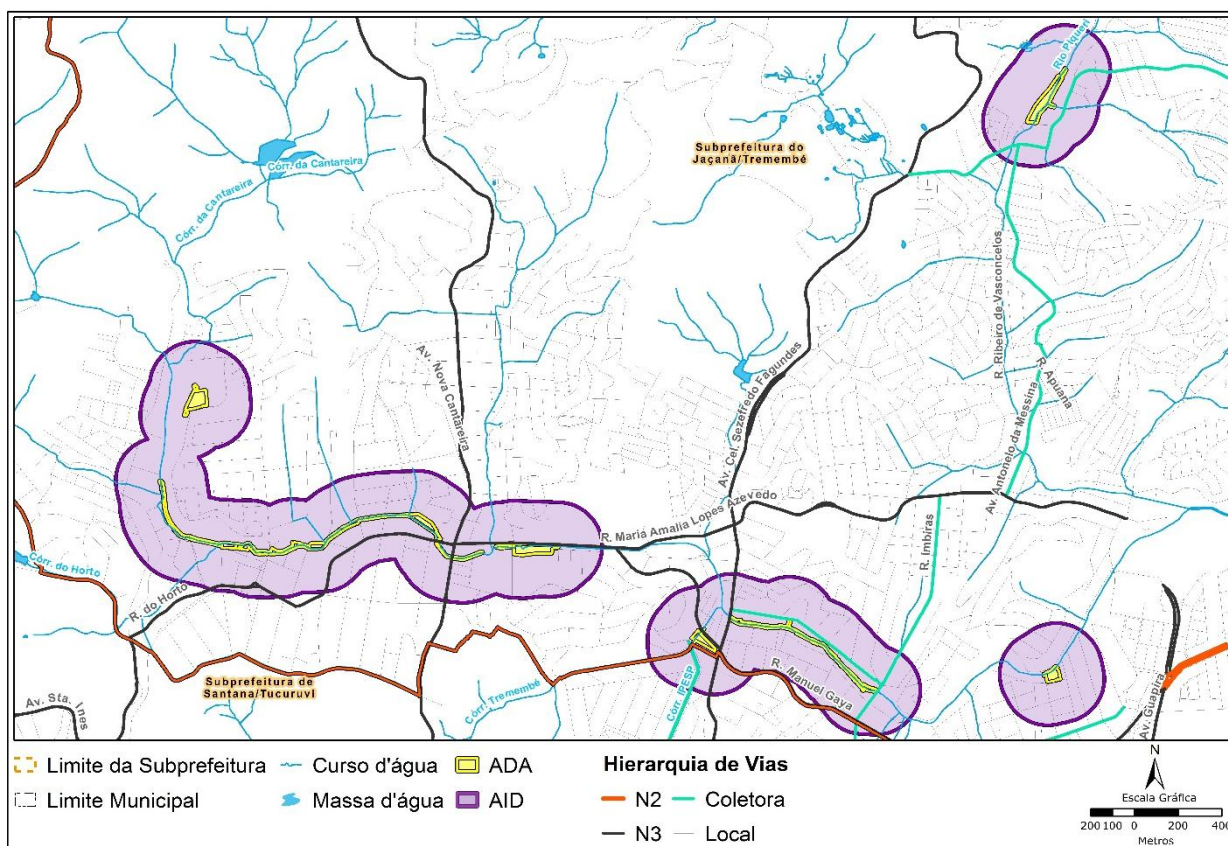 Rio Piqueri
Subprefeitura do
Jaçanã/Tremembé
Córr. da Cantareira
Córr. da Cantareira
R. Ribeiro de Vasconcelos
Av. Nova Cantareira
Av. Cel. Sezefredo Fagundes
R. Apuana
Av. Antonelo da Messina
R. Maria Amalia Lopes Azevedo
R. Imbiras
Córr. do Horto
R. do Horto
Subprefeitura de
Santana/Tucuruvi
Av. Sta. Ines
Córr. Tremembé
Córr. IPESP
R. Manuel Gaya
Av. Guapira
Limite da Subprefeitura
Curso d'água
ADA
Hierarquia de Vias
Limite Municipal
Massa d'água
AID
N2
Coletora
N3
Local
N
Escala Gráfica
200 100 0 200 400
Metros